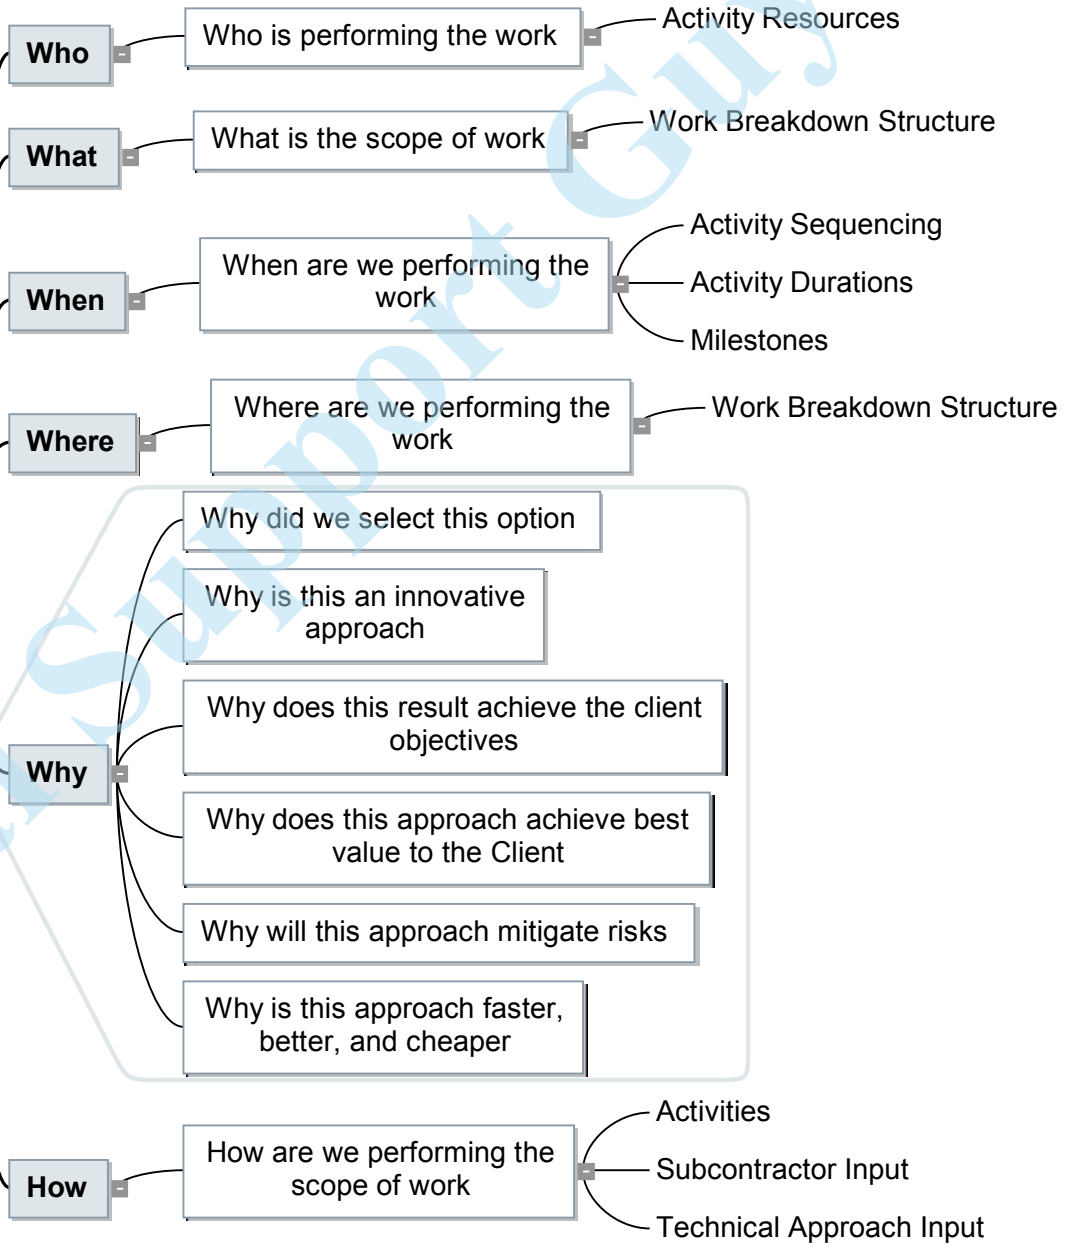 Who
Who is performing the work
Activity Resources
What
What is the scope of work
Work Breakdown Structure
When
When are we performing the
work
Activity Sequencing
Activity Durations
Milestones
Where
Where are we performing the
work
Work Breakdown Structure
Why
Why did we select this option
Why is this an innovative
approach
Why does this result achieve the client
objectives
Why does this approach achieve best
value to the Client
Why will this approach mitigate risks
Why is this approach faster,
better, and cheaper
How
How are we performing the
scope of work
Activities
Subcontractor Input
Technical Approach Input
Support Guy